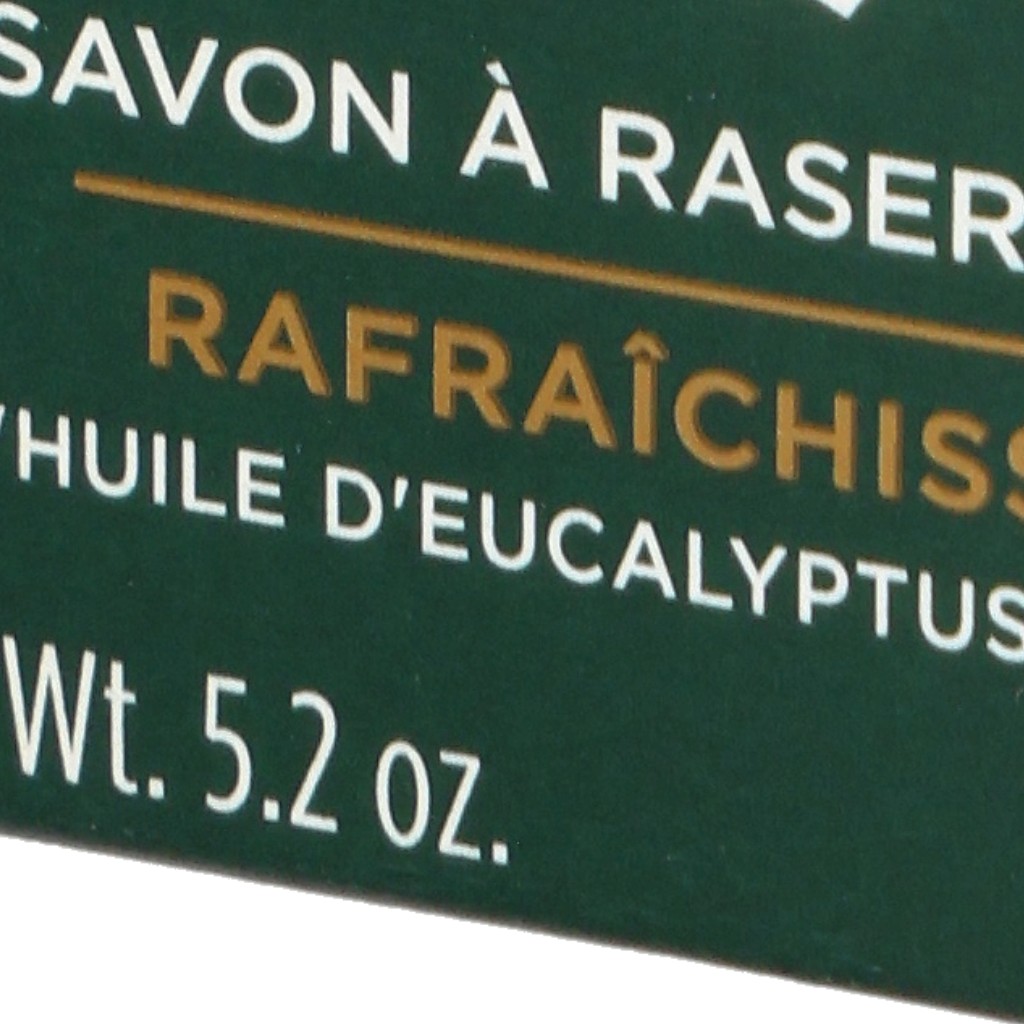 SAVON À RASER
RAFRAÎCHISS
'HUILE D'EUCALYPTUS
Wt. 5.2 oz.